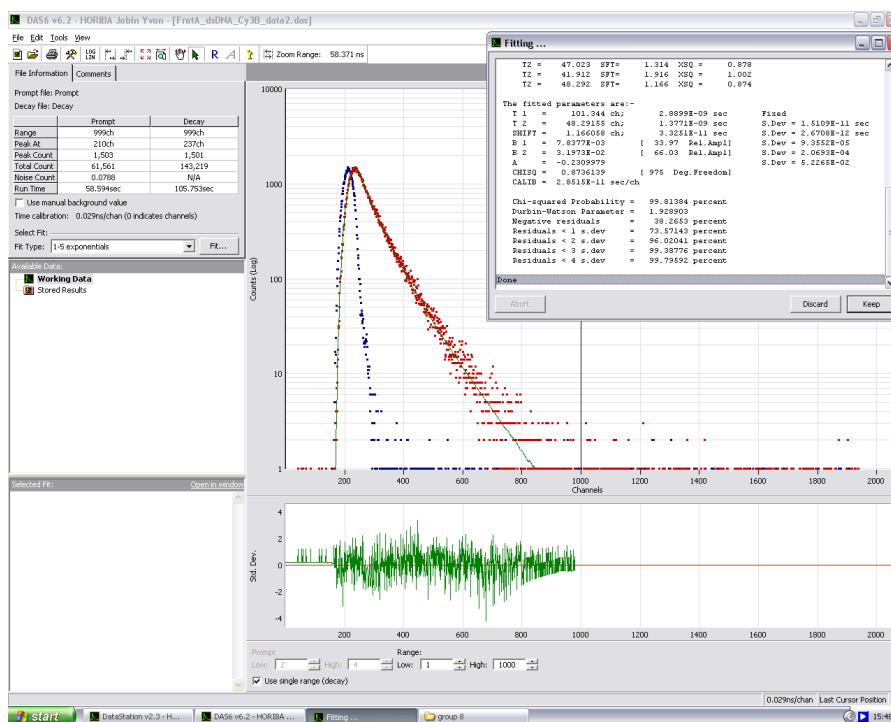 DAS6 v6.2 - HORIBA Jobin Yvon - [FretA_dsDNA_Cy3B_data2.das]
File Edit Tools View
LOG LIN
R A ?
Zoom Range: 58.371 ns
File Information Comments
Prompt file: Prompt
Decay file: Decay
Prompt Decay
Range 999ch 999ch
Peak At 210ch 237ch
Peak Count 1,503 1,501
Total Count 61,561 143,219
Noise Count 0.0788 N/A
Run Time 58.594sec 105.753sec
Use manual background value
Time calibration: 0.029ns/chan (0 indicates channels)
Select Fit:
Fit Type: 1-5 exponentials Fit...
Available Data:
Working Data
Stored Results
Selected Fit: Open in window
Fitting ...
T2 = 47.023 SFT= 1.314 XSQ = 0.878
T2 = 41.912 SFT= 1.916 XSQ = 1.002
T2 = 48.292 SFT= 1.166 XSQ = 0.874
The fitted parameters are:-
T 1 = 101.344 ch; 2.8899E-09 sec Fixed
T 2 = 48.29155 ch; 1.3771E-09 sec S.Dev = 1.5109E-11 sec
SHIFT = 1.166058 ch; 3.3251E-11 sec S.Dev = 2.6708E-12 sec
B 1 = 7.8377E-03 [ 33.97 Rel.Ampl] S.Dev = 9.3552E-05
B 2 = 3.1973E-02 [ 66.03 Rel.Ampl] S.Dev = 2.0693E-04
A = -0.2309979 S.Dev = 5.2265E-02
CHISQ = 0.8736139 [ 975 Deg.Freedom]
CALIB = 2.8515E-11 sec/ch
Chi-squared Probability = 99.81384 percent
Durbin-Watson Parameter = 1.928903
Negative residuals = 38.2653 percent
Residuals < 1 s.dev = 73.57143 percent
Residuals < 2 s.dev = 96.02041 percent
Residuals < 3 s.dev = 99.38776 percent
Residuals < 4 s.dev = 99.79592 percent
Done
Abort Discard Keep
10000
1000
100
10
1
Counts (Log)
200 400 600 800 1000 1200 1400 1600 1800 2000
Channels
4
2
0
-2
-4
Std. Dev.
200 400 600 800 1000 1200 1400 1600 1800 2000
Prompt Range:
Low: 2 High: 4 Low: 1 High: 1000
Use single range (decay)
0.029ns/chan Last Cursor Position
start DataStation v2.3 - H... DAS6 v6.2 - HORIBA ... Fitting ... group 8